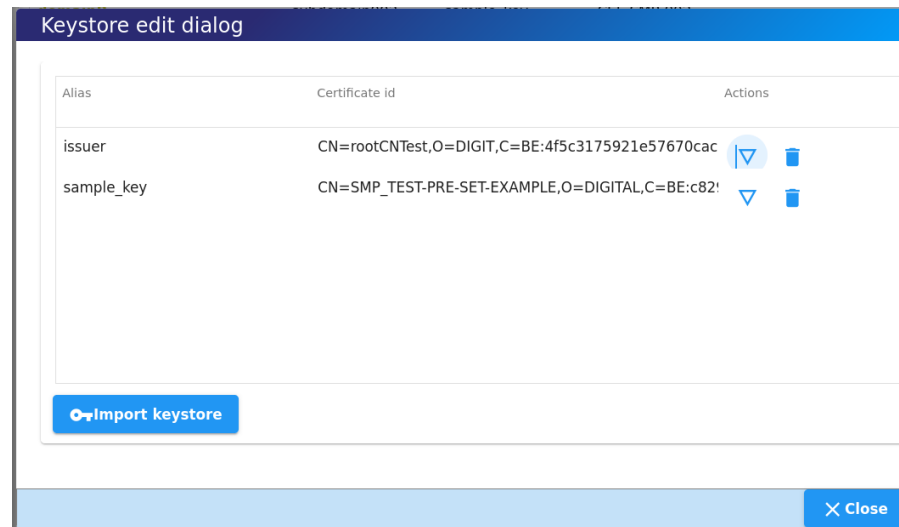 Keystore edit dialog
Alias Certificate id Actions
issuer CN=rootCNTest,O=DIGIT,C=BE:4f5c3175921e57670cac
sample_key CN=SMP_TEST-PRE-SET-EXAMPLE,O=DIGITAL,C=BE:c829
Import keystore
Close